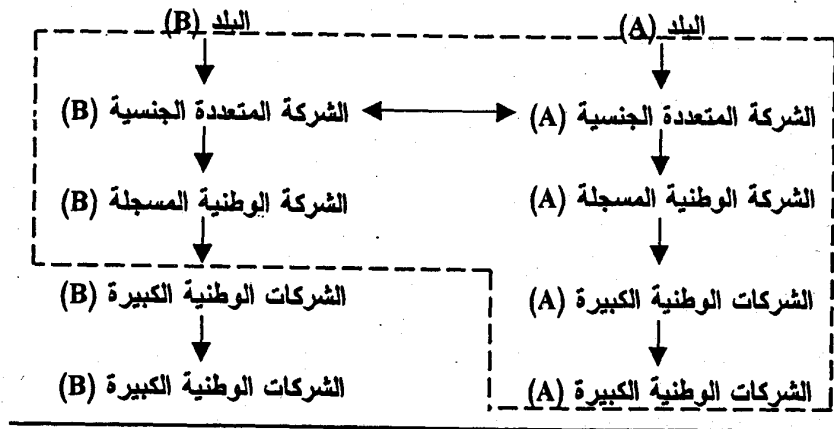 البلد (A) البلد (B)
الشركة المتعددة الجنسية (A) الشركة المتعددة الجنسية (B)
الشركة الوطنية المسجلة (A) الشركة الوطنية المسجلة (B)
الشركات الوطنية الكبيرة (A) الشركات الوطنية الكبيرة (B)
الشركات الوطنية الكبيرة (A) الشركات الوطنية الكبيرة (B)